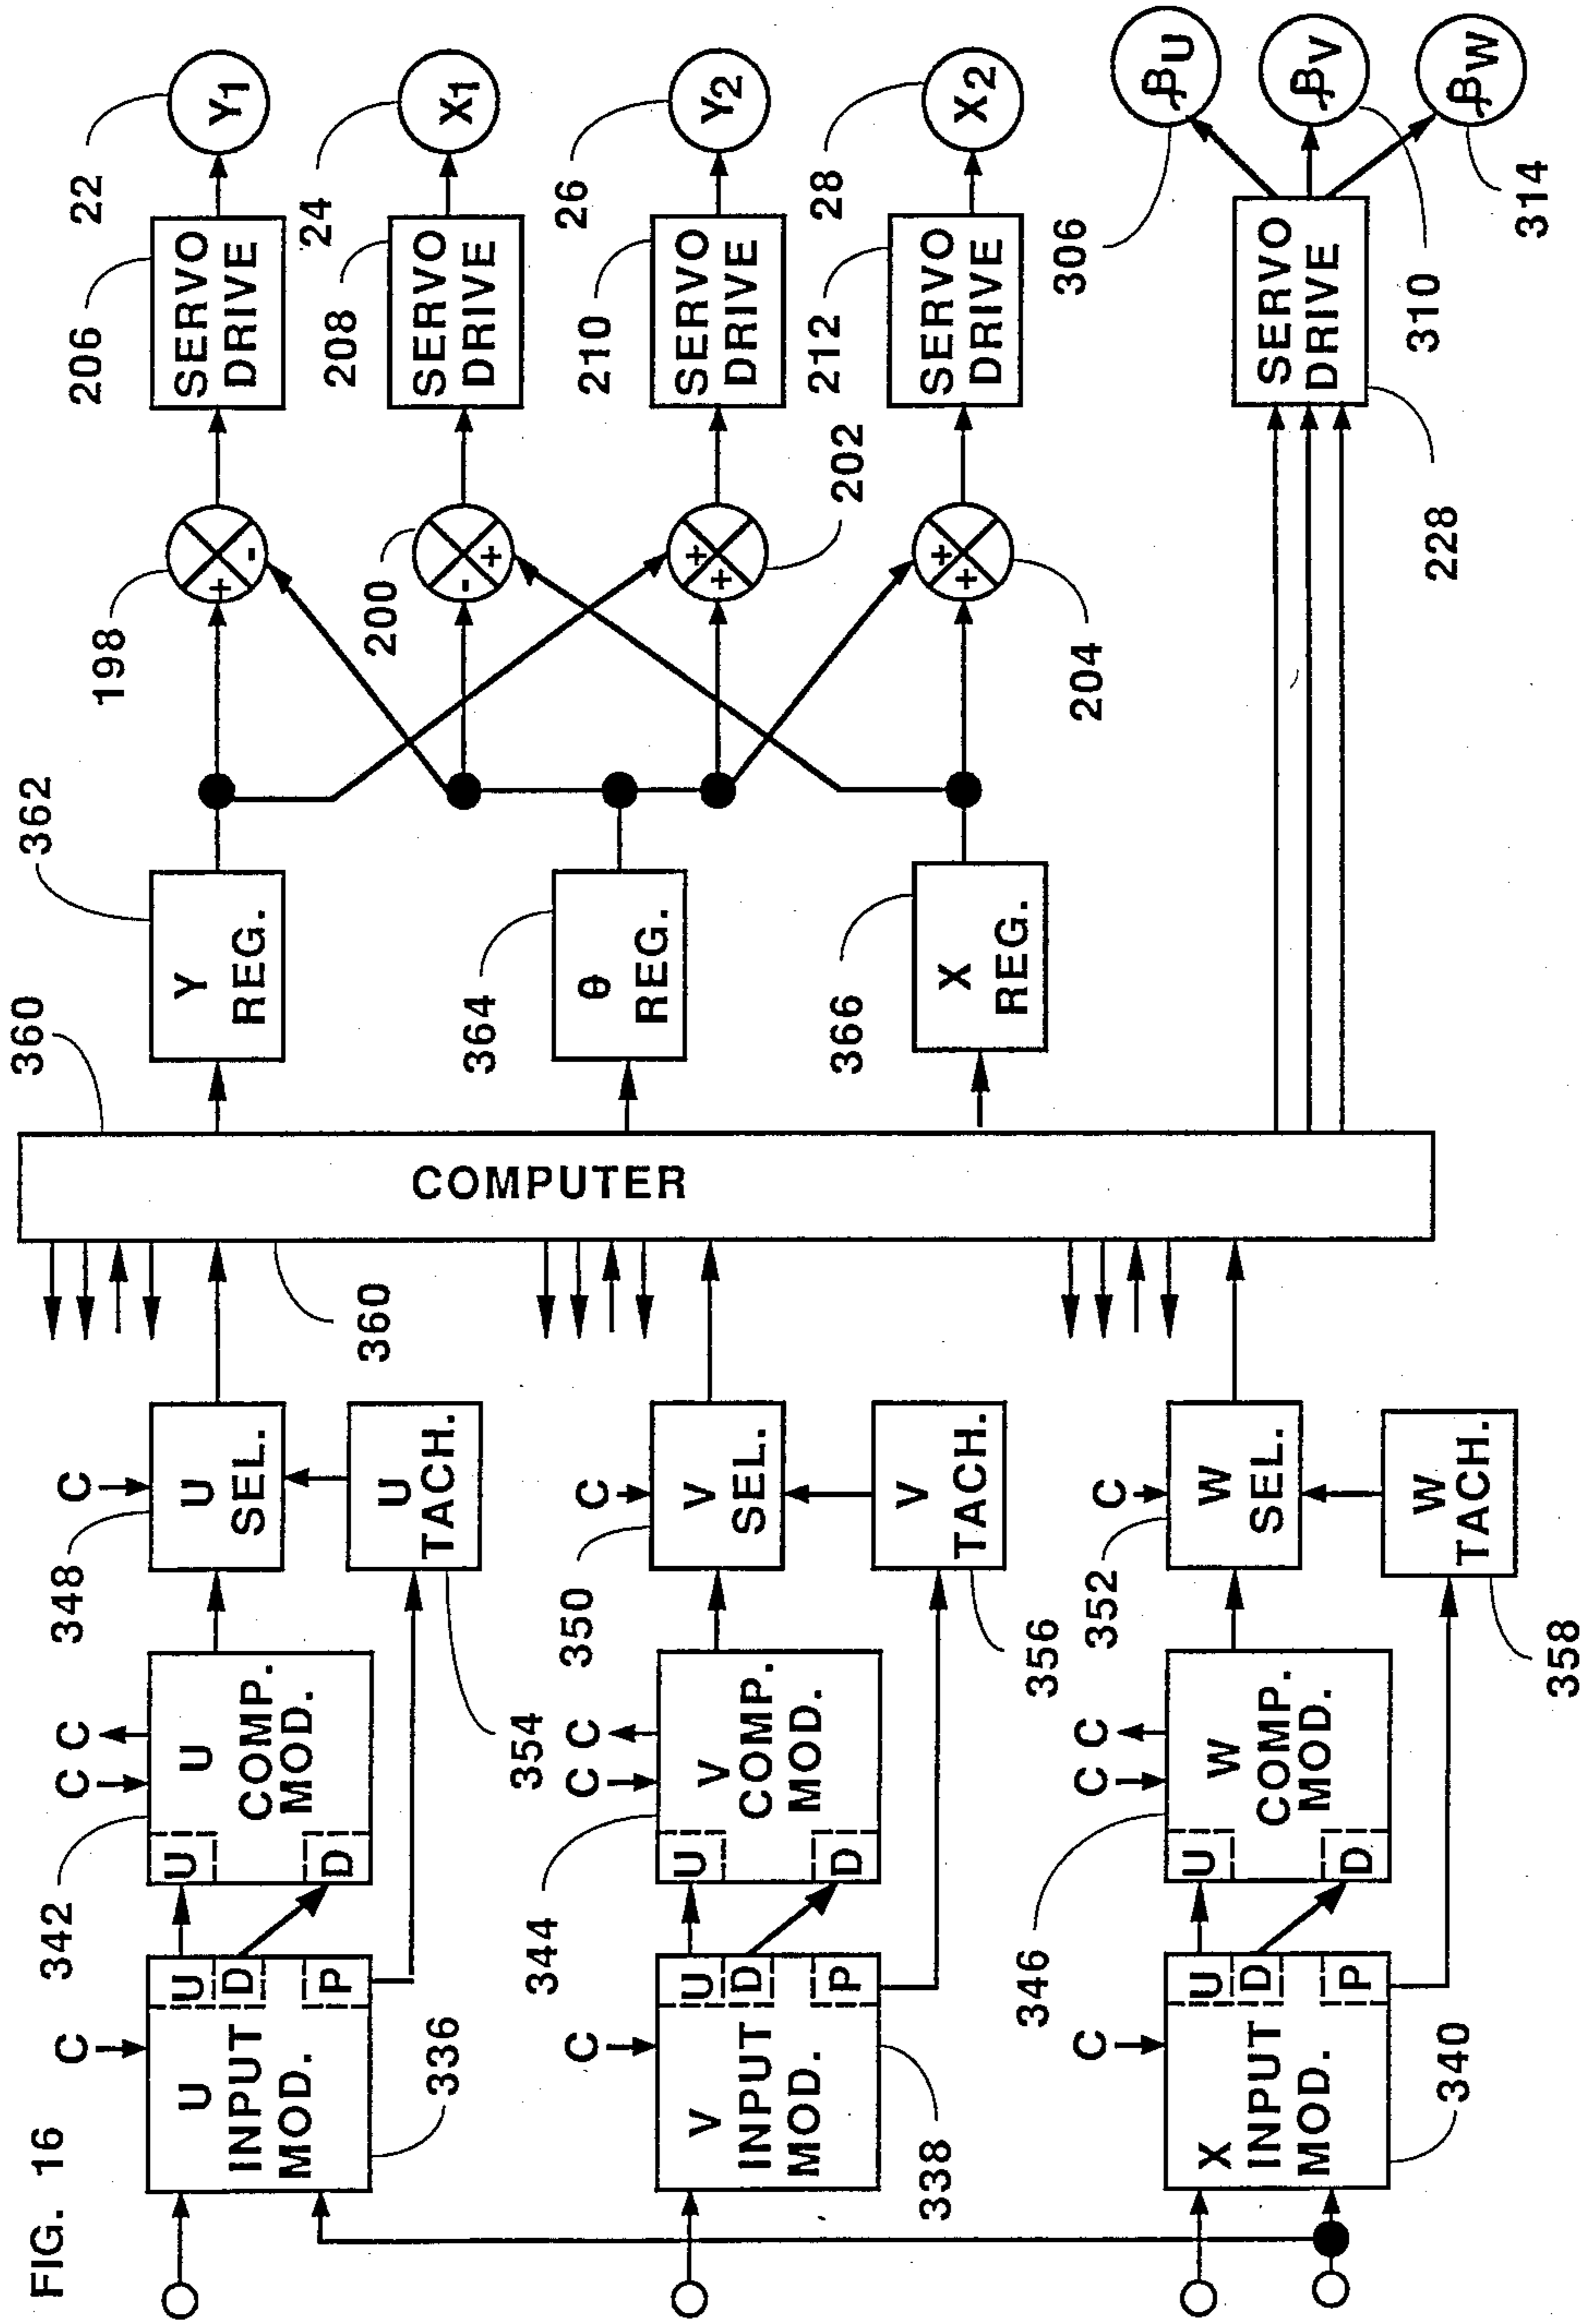 FIG. 16
C
336
U
INPUT
MOD.
U
D
P
342
C C
U
D
U
COMP.
MOD.
354
348
C
U
SEL.
U
TACH.
360
C
V
INPUT
MOD.
U
D
P
338
344
C C
U
D
V
COMP.
MOD.
356
350
C
V
SEL.
V
TACH.
C
X
INPUT
MOD.
U
D
P
340
346
C C
U
D
W
COMP.
MOD.
358
352
C
W
SEL.
W
TACH.
COMPUTER
360
362
Y
REG.
364
θ
REG.
366
X
REG.
198
+
-
200
-
+
202
+
+
204
+
+
206
SERVO
DRIVE
22
Y1
208
SERVO
DRIVE
24
X1
210
SERVO
DRIVE
26
Y2
212
SERVO
DRIVE
28
X2
228
SERVO
DRIVE
306
βU
310
βV
314
βW